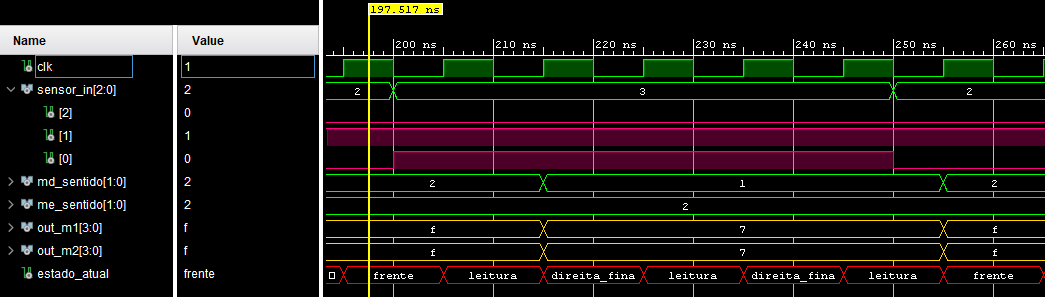 197.517 ns
Name Value
200 ns 210 ns 220 ns 230 ns 240 ns 250 ns 260 ns
clk 1
sensor_in[2:0] 2 2 3 2
[2] 0
[1] 1
[0] 0
md_sentido[1:0] 2 2 1 2
me_sentido[1:0] 2 2
out_m1[3:0] f f 7 f
out_m2[3:0] f f 7 f
estado_atual frente frente leitura direita_fina leitura direita_fina leitura frente